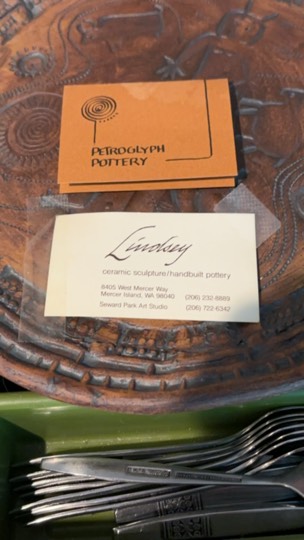 PETROGLYPH
POTTERY
Lindsey
ceramic sculpture/handbuilt pottery
8405 West Mercer Way
Mercer Island, WA 98040 (206) 232-8889
Seward Park Art Studio (206) 722-6342